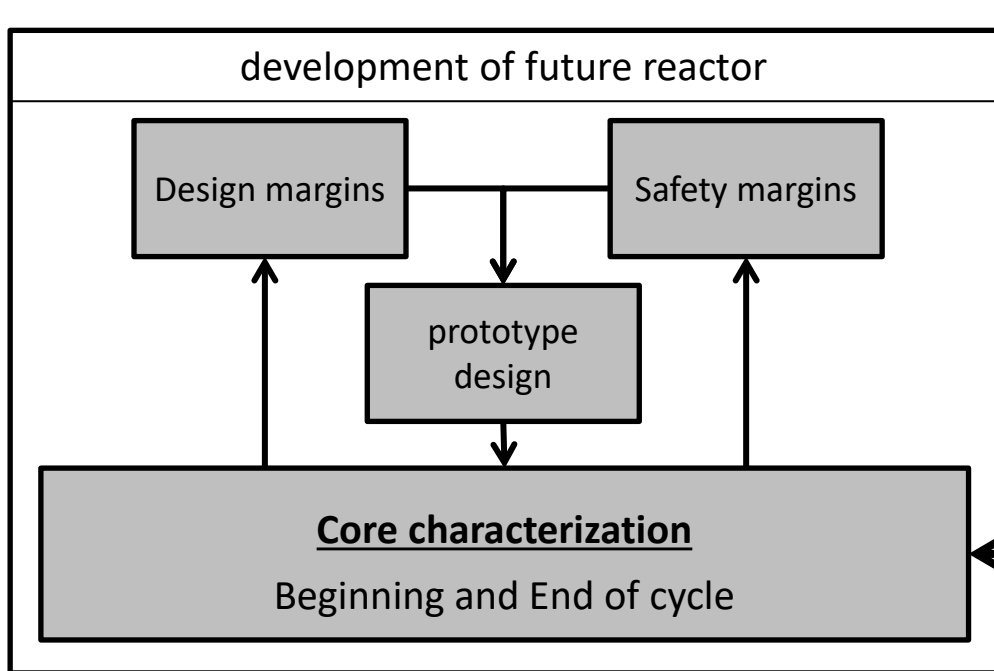 development of future reactor
Design margins
Safety margins
prototype
design
Core characterization
Beginning and End of cycle